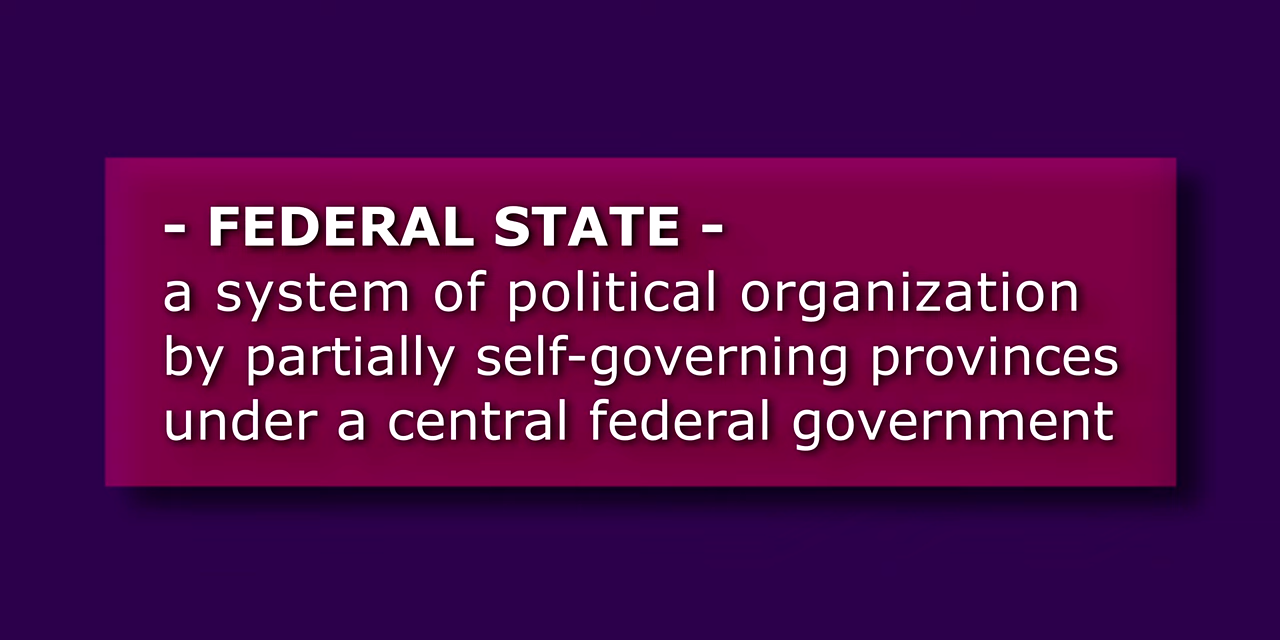 - FEDERAL STATE -
a system of political organization
by partially self-governing provinces
under a central federal government